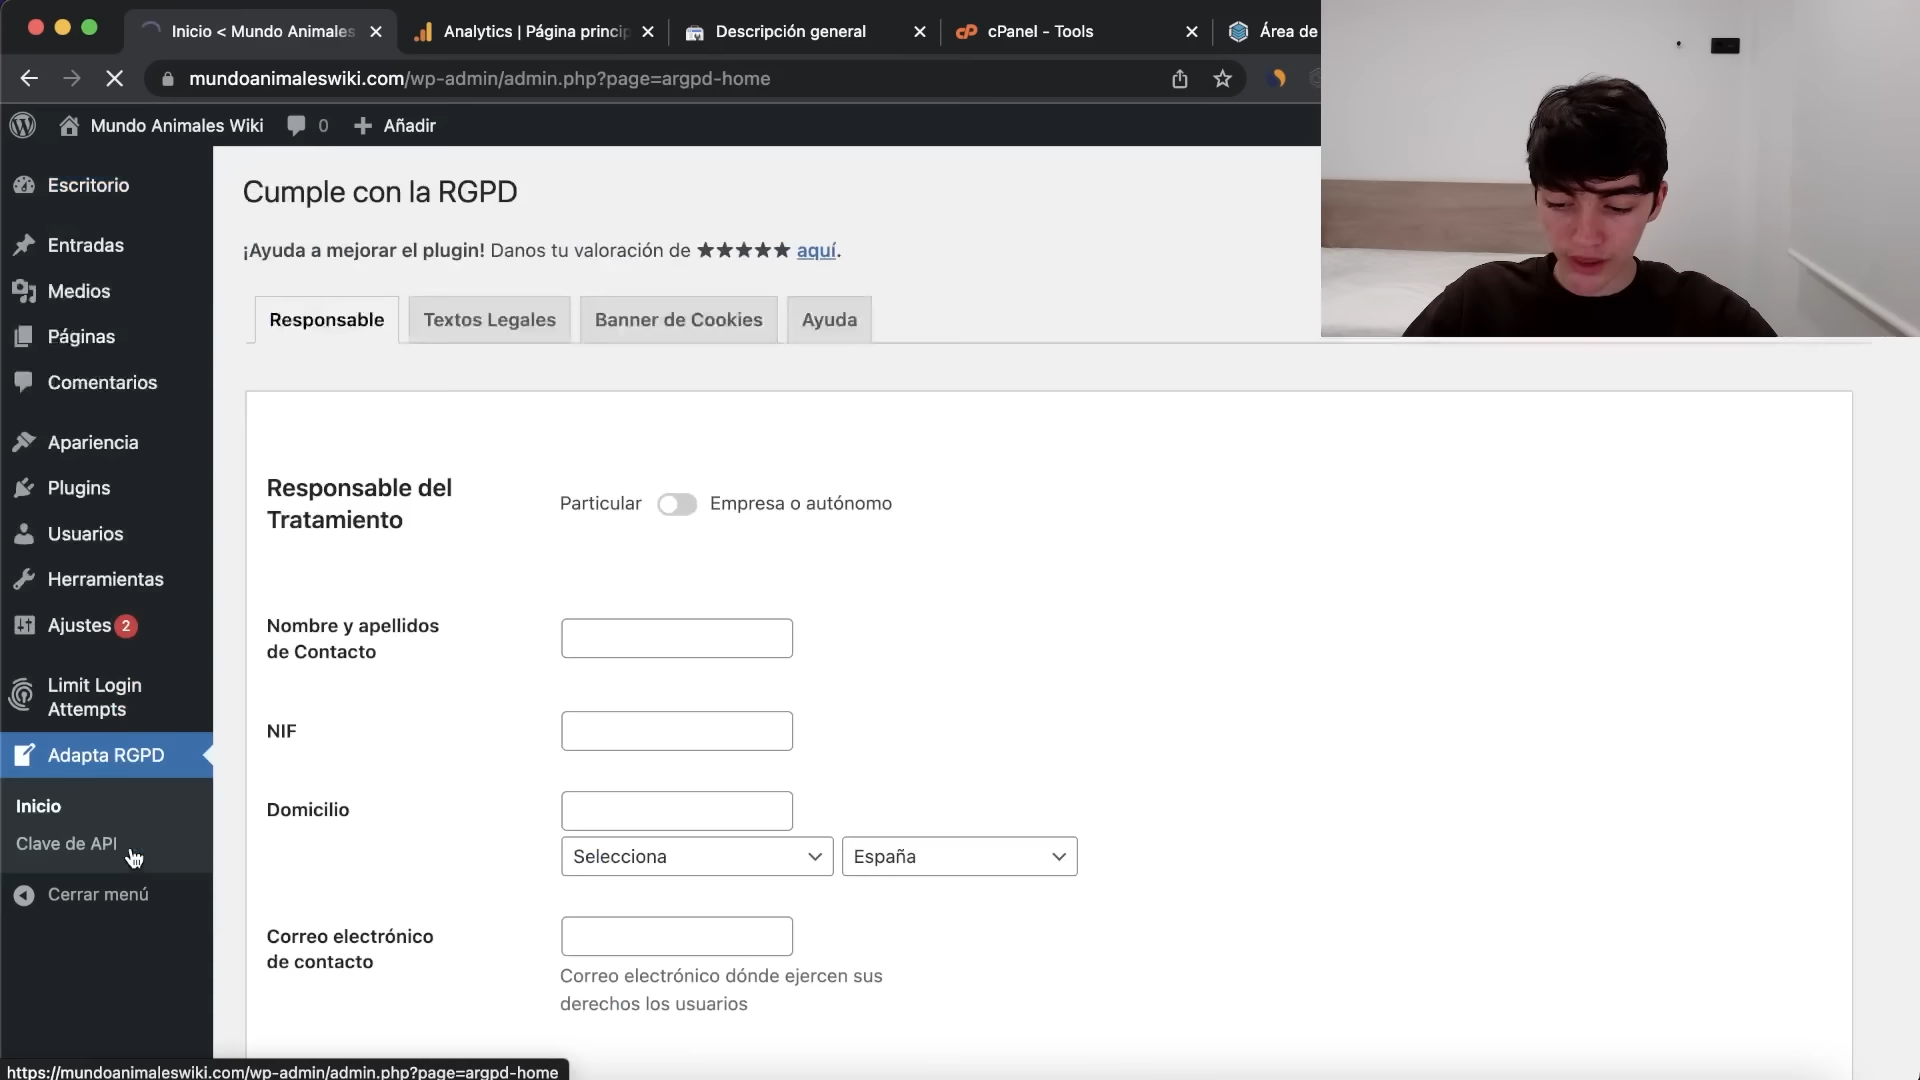 Inicio < Mundo Animales
Analytics | Página princip
Descripción general
cPanel - Tools
Área de
mundoanimaleswiki.com/wp-admin/admin.php?page=argpd-home
Mundo Animales Wiki
0
Añadir
Escritorio
Entradas
Medios
Páginas
Comentarios
Apariencia
Plugins
Usuarios
Herramientas
Ajustes 2
Limit Login
Attempts
Adapta RGPD
Inicio
Clave de API
Cerrar menú
Cumple con la RGPD
¡Ayuda a mejorar el plugin! Danos tu valoración de ★★★★★ aquí.
Responsable
Textos Legales
Banner de Cookies
Ayuda
Responsable del
Tratamiento
Particular
Empresa o autónomo
Nombre y apellidos
de Contacto
NIF
Domicilio
Selecciona
España
Correo electrónico
de contacto
Correo electrónico dónde ejercen sus
derechos los usuarios
https://mundoanimaleswiki.com/wp-admin/admin.php?page=argpd-home